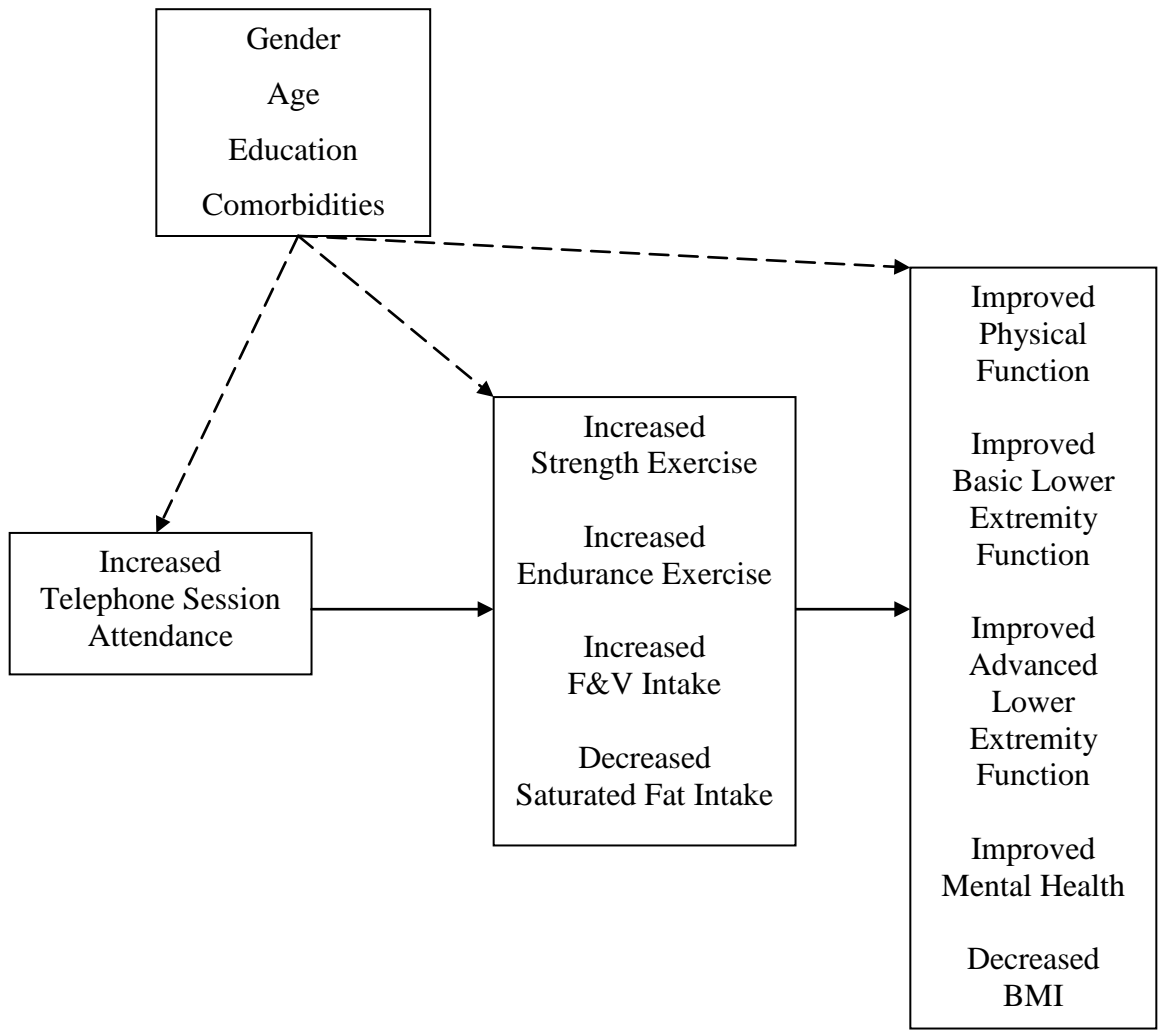 Gender
Age
Education
Comorbidities
Increased
Telephone Session
Attendance
Increased
Strength Exercise
Increased
Endurance Exercise
Increased
F&V Intake
Decreased
Saturated Fat Intake
Improved
Physical
Function
Improved
Basic Lower
Extremity
Function
Improved
Advanced
Lower
Extremity
Function
Improved
Mental Health
Decreased
BMI